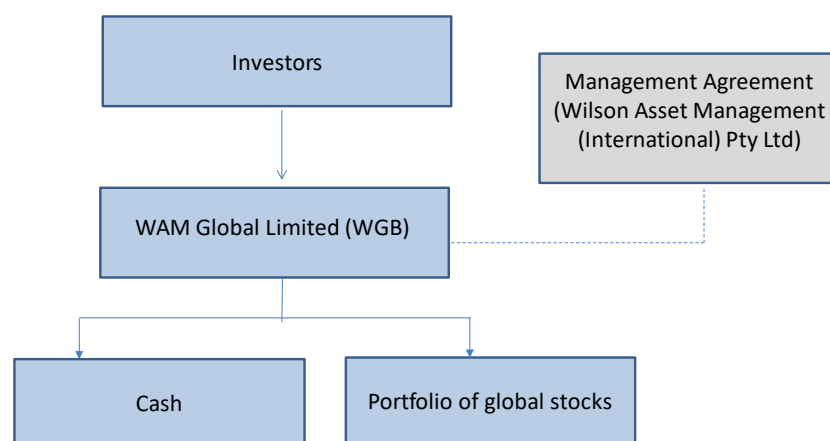 Investors
Management Agreement
(Wilson Asset Management
(International) Pty Ltd)
WAM Global Limited (WGB)
Cash
Portfolio of global stocks